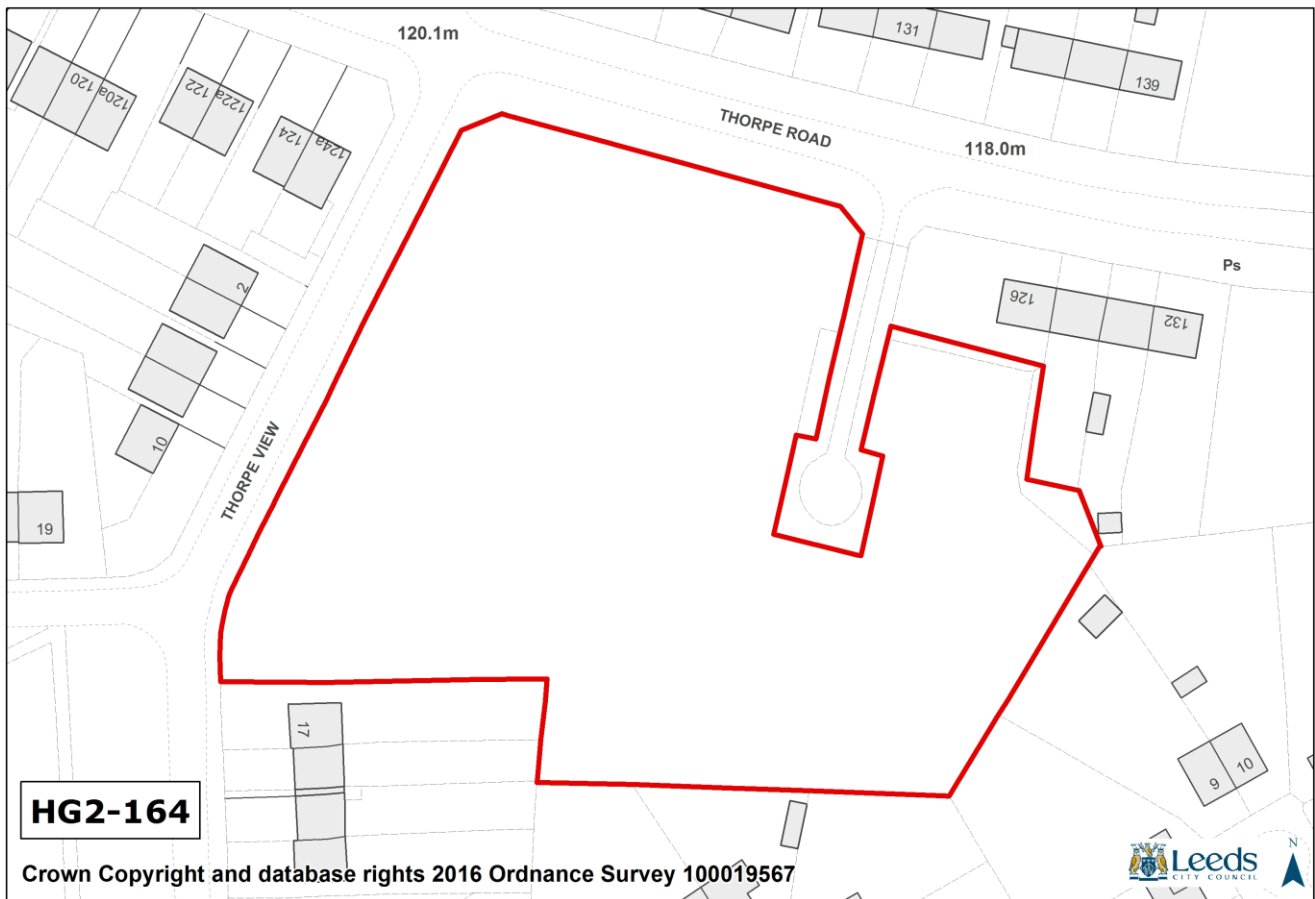 120.1m
131
139
120
120a
122
122a
124
124a
THORPE ROAD
118.0m
Ps
126
132
2
10
THORPE VIEW
19
17
9
10
HG2-164
Crown Copyright and database rights 2016 Ordnance Survey 100019567
Leeds
CITY COUNCIL
N